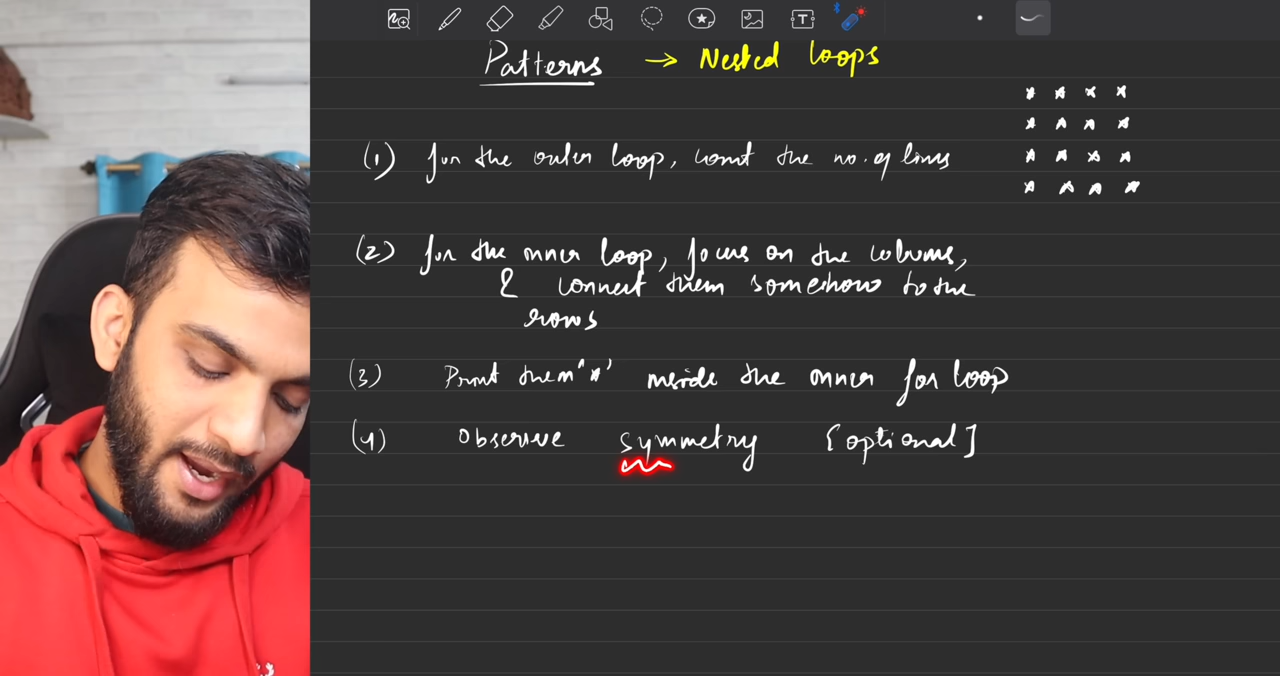 Patterns → Nested loops
* * * *
* * * *
* * * *
* * * *
(1) for the outer loop, count the no. of lines
(2) for the inner loop, focus on the columns,
& connect them somehow to the
rows
(3) Print them '*' inside the inner for loop
(4) Observe symmetry [optional]